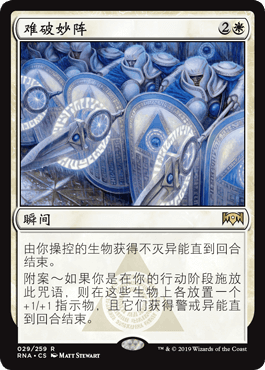 难破妙阵 2
瞬间
由你操控的生物获得不灭异能直到回合
结束。
附案～如果你是在你的行动阶段施放
此咒语，则在这些生物上各放置一个
+1/+1指示物，且它们获得警戒异能直
到回合结束。
029/259 R
RNA • CS MATT STEWART
™ & © 2019 Wizards of the Coast